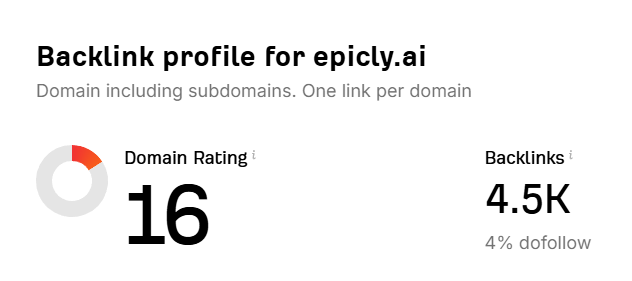 Backlink profile for epicly.ai
Domain including subdomains. One link per domain
Domain Rating i
16
Backlinks i
4.5K
4% dofollow